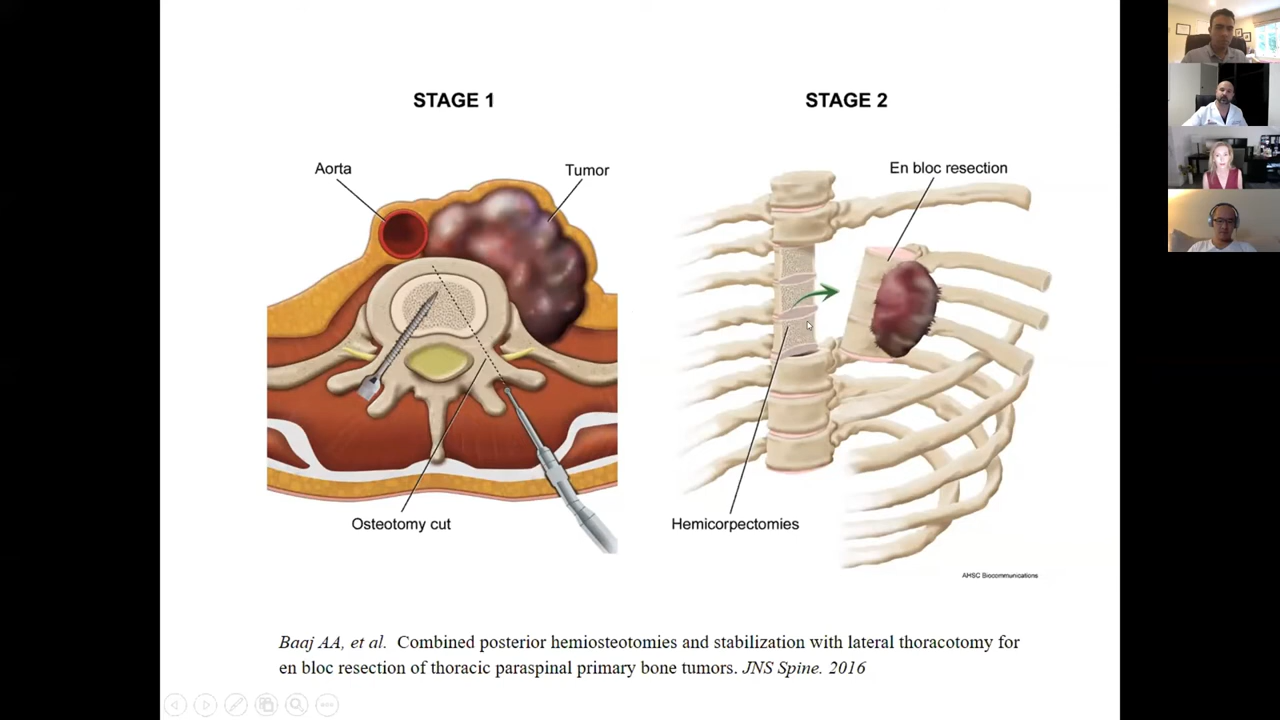 STAGE 1
STAGE 2
Aorta
Tumor
En bloc resection
Osteotomy cut
Hemicorpectomies
AHSC Biocommunications
Baaj AA, et al. Combined posterior hemiosteotomies and stabilization with lateral thoracotomy for
en bloc resection of thoracic paraspinal primary bone tumors. JNS Spine. 2016